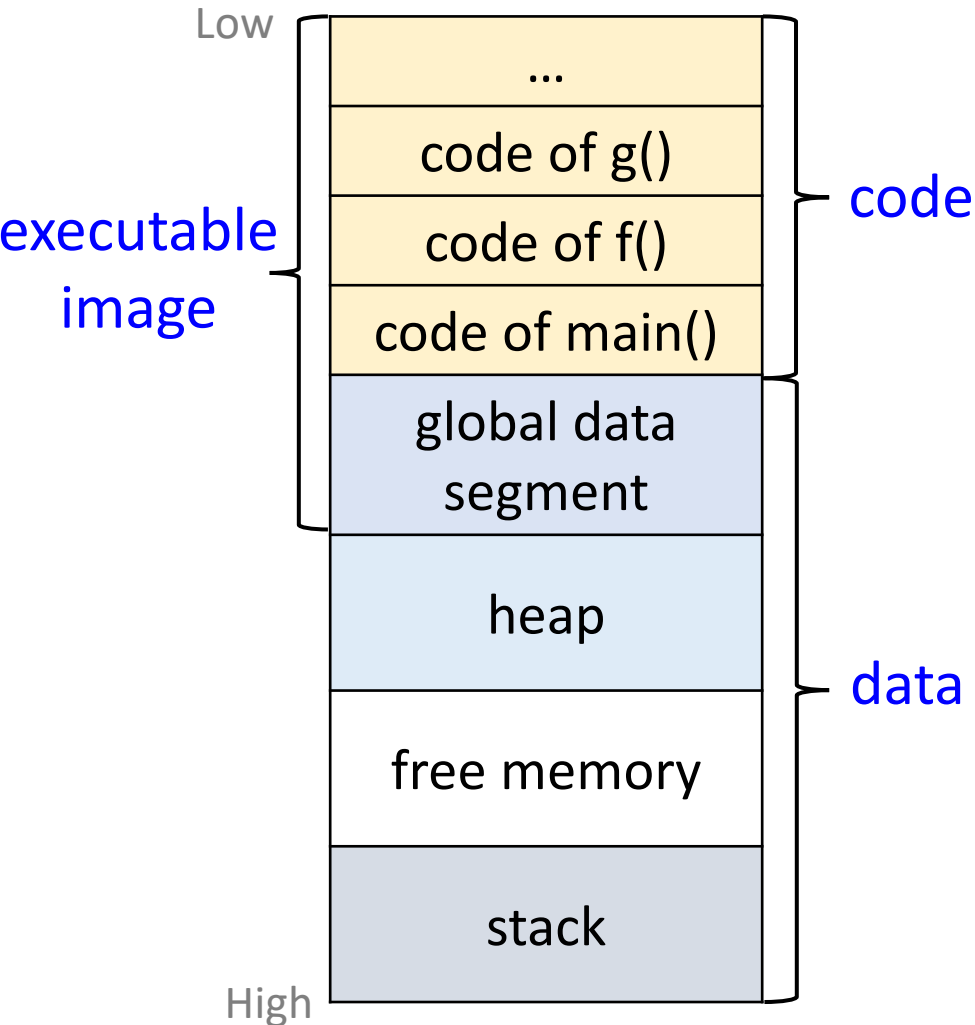 Low
...
code of g()
code
code of f()
executable
image
code of main()
global data
segment
heap
data
free memory
stack
High